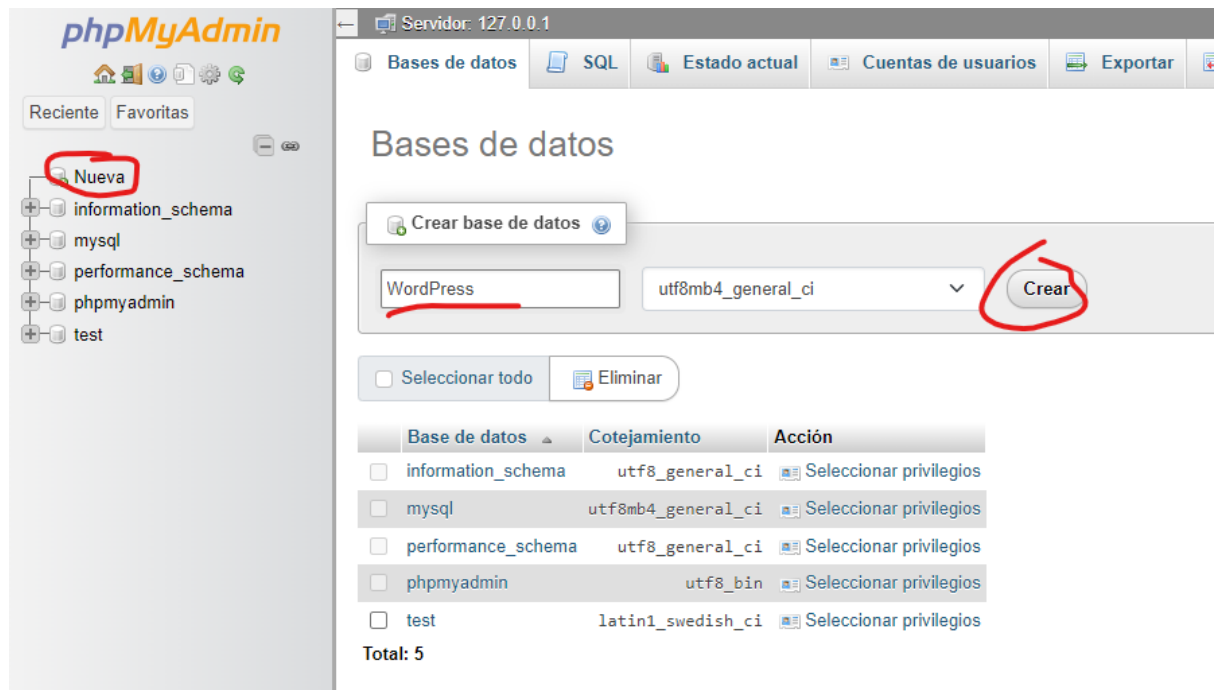 phpMyAdmin
Reciente Favoritas
Nueva
information_schema
mysql
performance_schema
phpmyadmin
test
Servidor: 127.0.0.1
Bases de datos SQL Estado actual Cuentas de usuarios Exportar
Bases de datos
Crear base de datos
WordPress utf8mb4_general_ci Crear
Seleccionar todo Eliminar
Base de datos Cotejamiento Acción
information_schema utf8_general_ci Seleccionar privilegios
mysql utf8mb4_general_ci Seleccionar privilegios
performance_schema utf8_general_ci Seleccionar privilegios
phpmyadmin utf8_bin Seleccionar privilegios
test latin1_swedish_ci Seleccionar privilegios
Total: 5